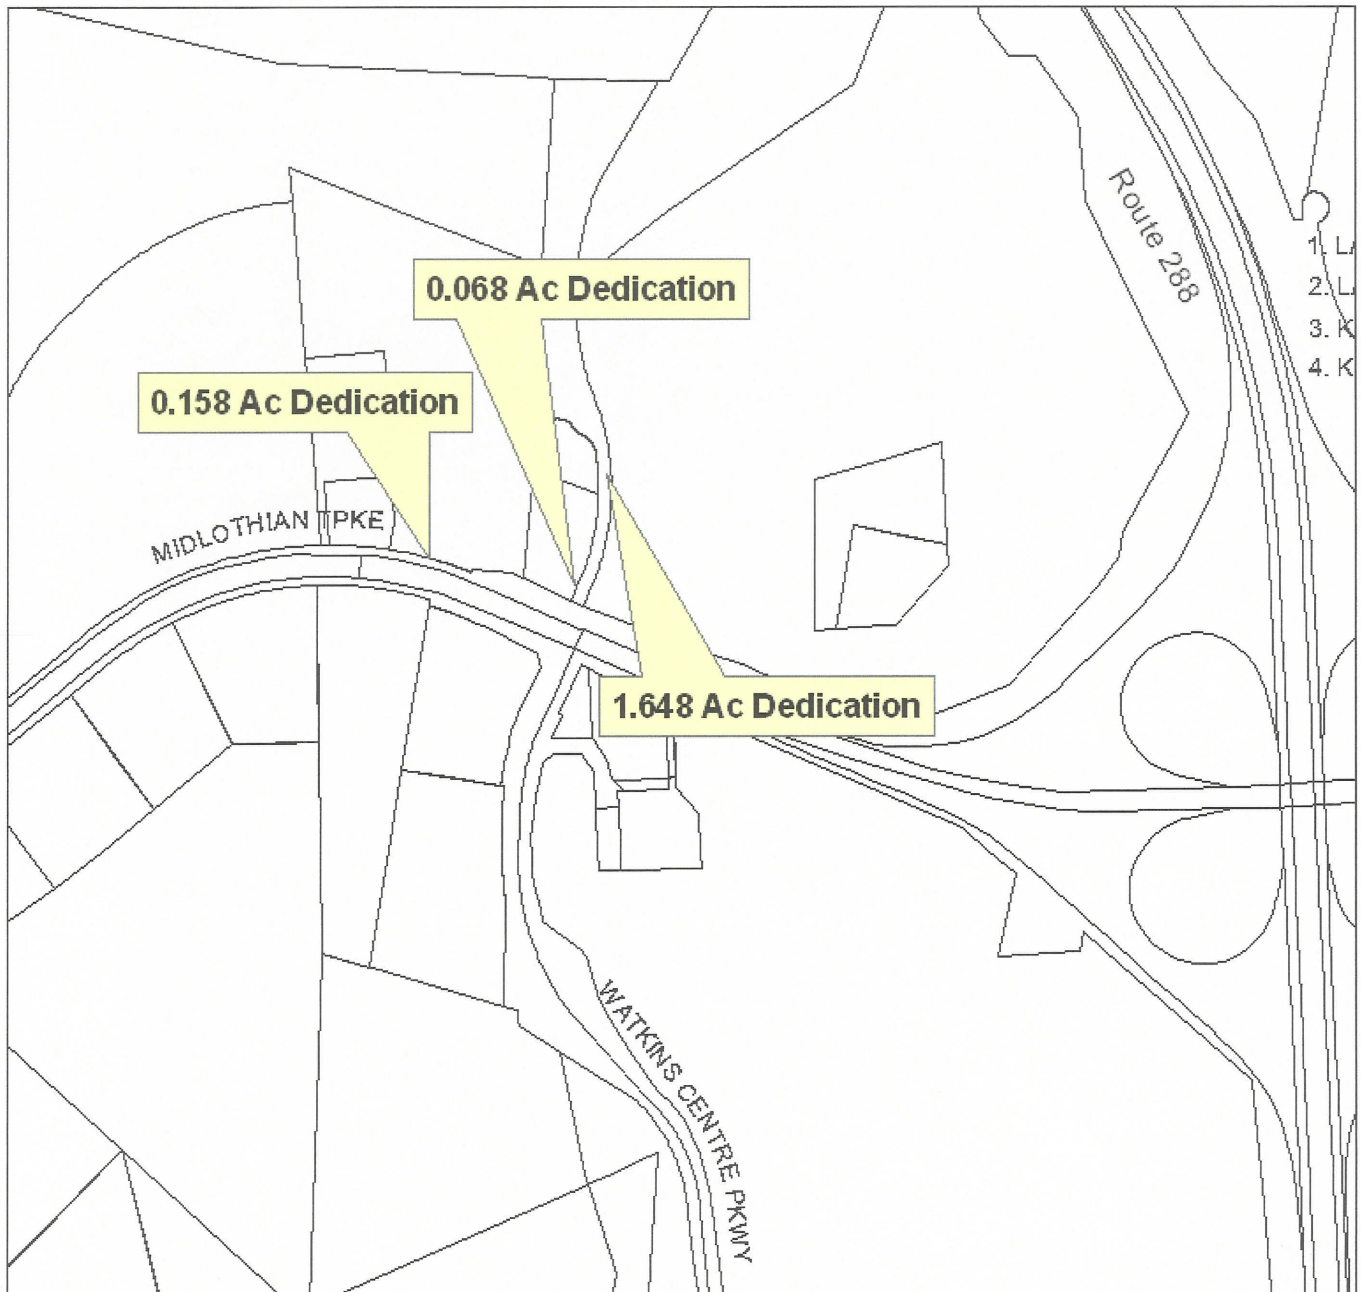 Route 288
1. L
2. L
3. K
4. K
0.068 Ac Dedication
0.158 Ac Dedication
MIDLOTHIAN TPKE
1.648 Ac Dedication
WATKINS CENTRE PKWY